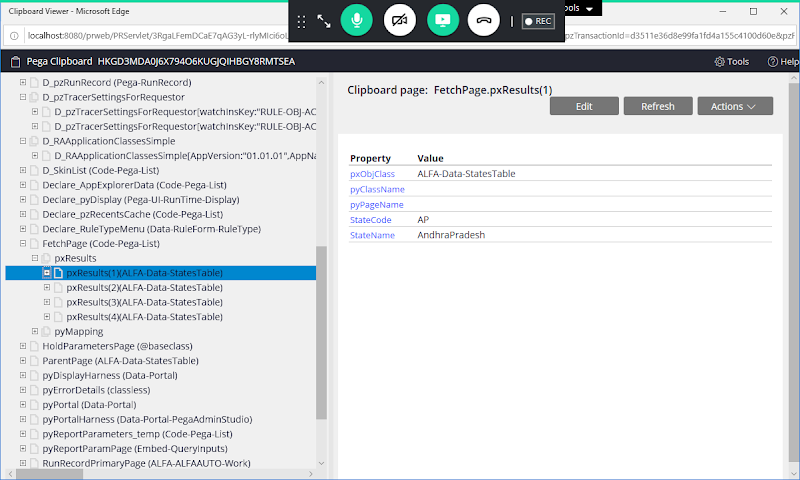 Clipboard Viewer - Microsoft Edge
ools
REC
localhost:8080/prweb/PRServlet/3RgaLFemDCaE7qAG3yL-rlyMIci6oL
zTransactionId=d3511e36d8e99fa1fd4a155c4100d60e&pzF
Pega Clipboard HKGD3MDA0J6X794O6KUGJQIHBGY8RMTSEA
Tools
Help
D_pzRunRecord (Pega-RunRecord)
D_pzTracerSettingsForRequestor
D_pzTracerSettingsForRequestor[watchInsKey:"RULE-OBJ-AC
D_pzTracerSettingsForRequestor[watchInsKey:"RULE-OBJ-AC
D_RAApplicationClassesSimple
D_RAApplicationClassesSimple[AppVersion:"01.01.01",AppNa
D_SkinList (Code-Pega-List)
Declare_AppExplorerData (Code-Pega-List)
Declare_pyDisplay (Pega-UI-RunTime-Display)
Declare_pzRecentsCache (Code-Pega-List)
Declare_RuleTypeMenu (Data-RuleForm-RuleType)
FetchPage (Code-Pega-List)
pxResults
pxResults(1)(ALFA-Data-StatesTable)
pxResults(2)(ALFA-Data-StatesTable)
pxResults(3)(ALFA-Data-StatesTable)
pxResults(4)(ALFA-Data-StatesTable)
pyMapping
HoldParametersPage (@baseclass)
ParentPage (ALFA-Data-StatesTable)
pyDisplayHarness (Data-Portal)
pyErrorDetails (classless)
pyPortal (Data-Portal)
pyPortalHarness (Data-Portal-PegaAdminStudio)
pyReportParameters_temp (Code-Pega-List)
pyReportParamPage (Embed-QueryInputs)
RunRecordPrimaryPage (ALFA-ALFAAUTO-Work)
Clipboard page: FetchPage.pxResults(1)
Edit
Refresh
Actions
Property Value
pxObjClass ALFA-Data-StatesTable
pyClassName
pyPageName
StateCode AP
StateName AndhraPradesh